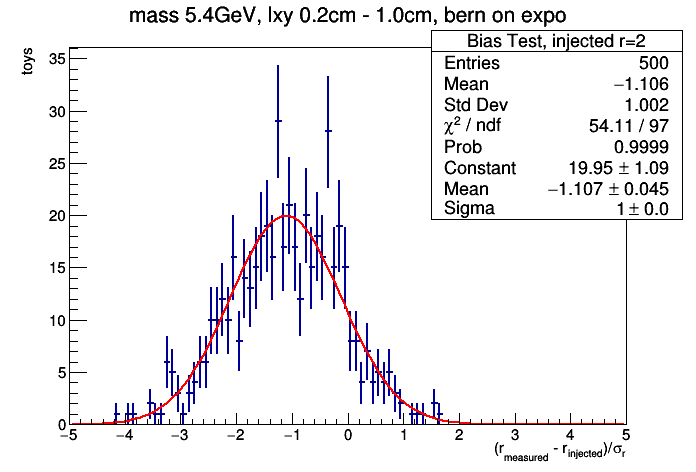 mass 5.4GeV, lxy 0.2cm - 1.0cm, bern on expo
toys
Bias Test, injected r=2
Entries 500
Mean −1.106
Std Dev 1.002
χ² / ndf 54.11 / 97
Prob 0.9999
Constant 19.95 ± 1.09
Mean −1.107 ± 0.045
Sigma 1 ± 0.0
35
30
25
20
15
10
5
0
−5 −4 −3 −2 −1 0 1 2 3 4 5
(r_measured - r_injected)/σ_r